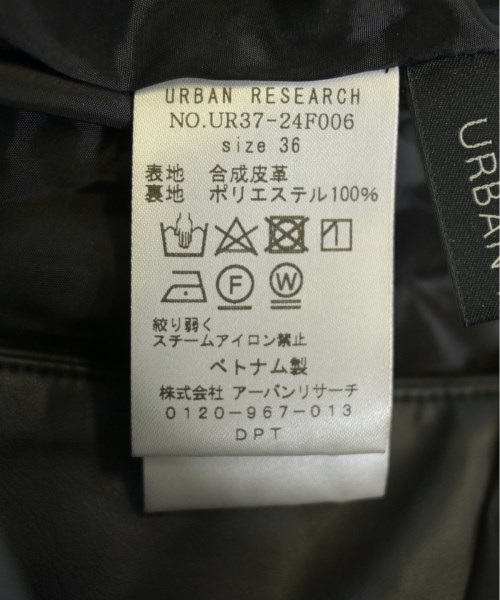 URBAN RESEARCH
NO.UR37-24F006
size 36
表地 合成皮革
裏地 ポリエステル100%
F W
絞り弱く
スチームアイロン禁止
ベトナム製
株式会社 アーバンリサーチ
0120-967-013
DPT
URBAN